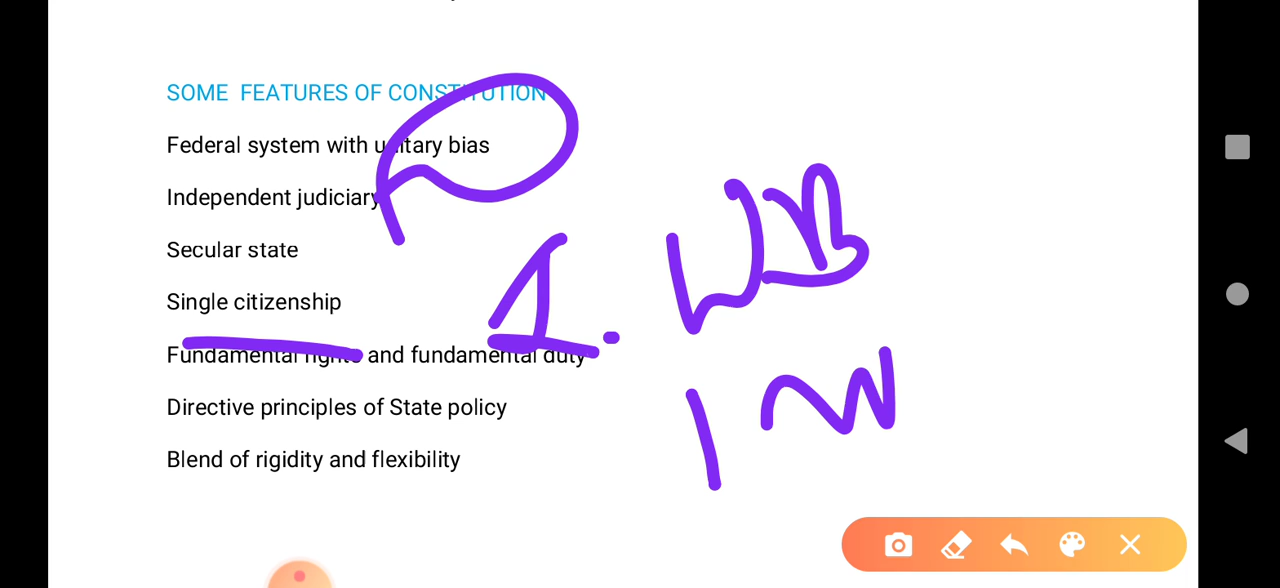 SOME FEATURES OF CONSTITUTION
Federal system with unitary bias
Independent judiciary
Secular state
Single citizenship
Fundamental rights and fundamental duty
Directive principles of State policy
Blend of rigidity and flexibility